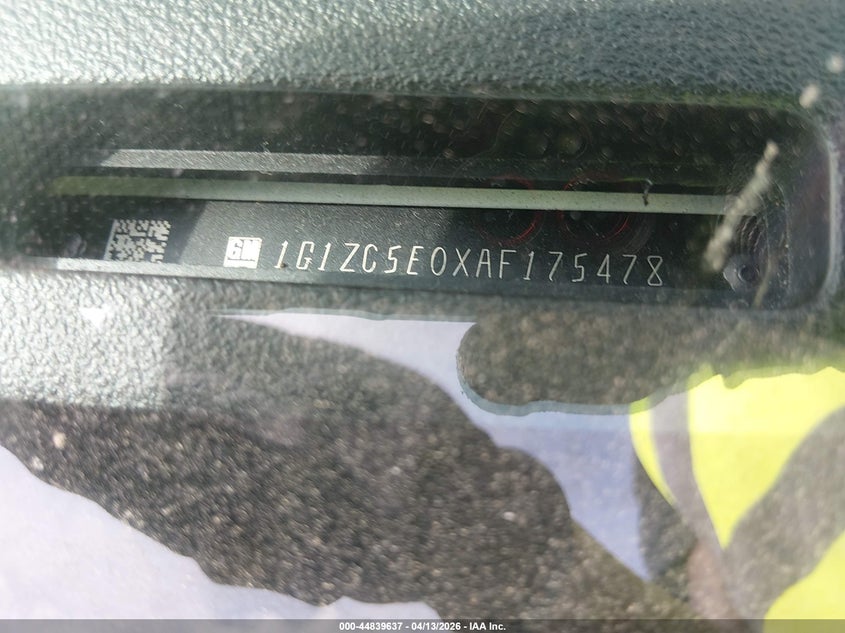 GM 1G1ZC5E0XAF175478
000-44839637 - 04/13/2026 - IAA Inc.